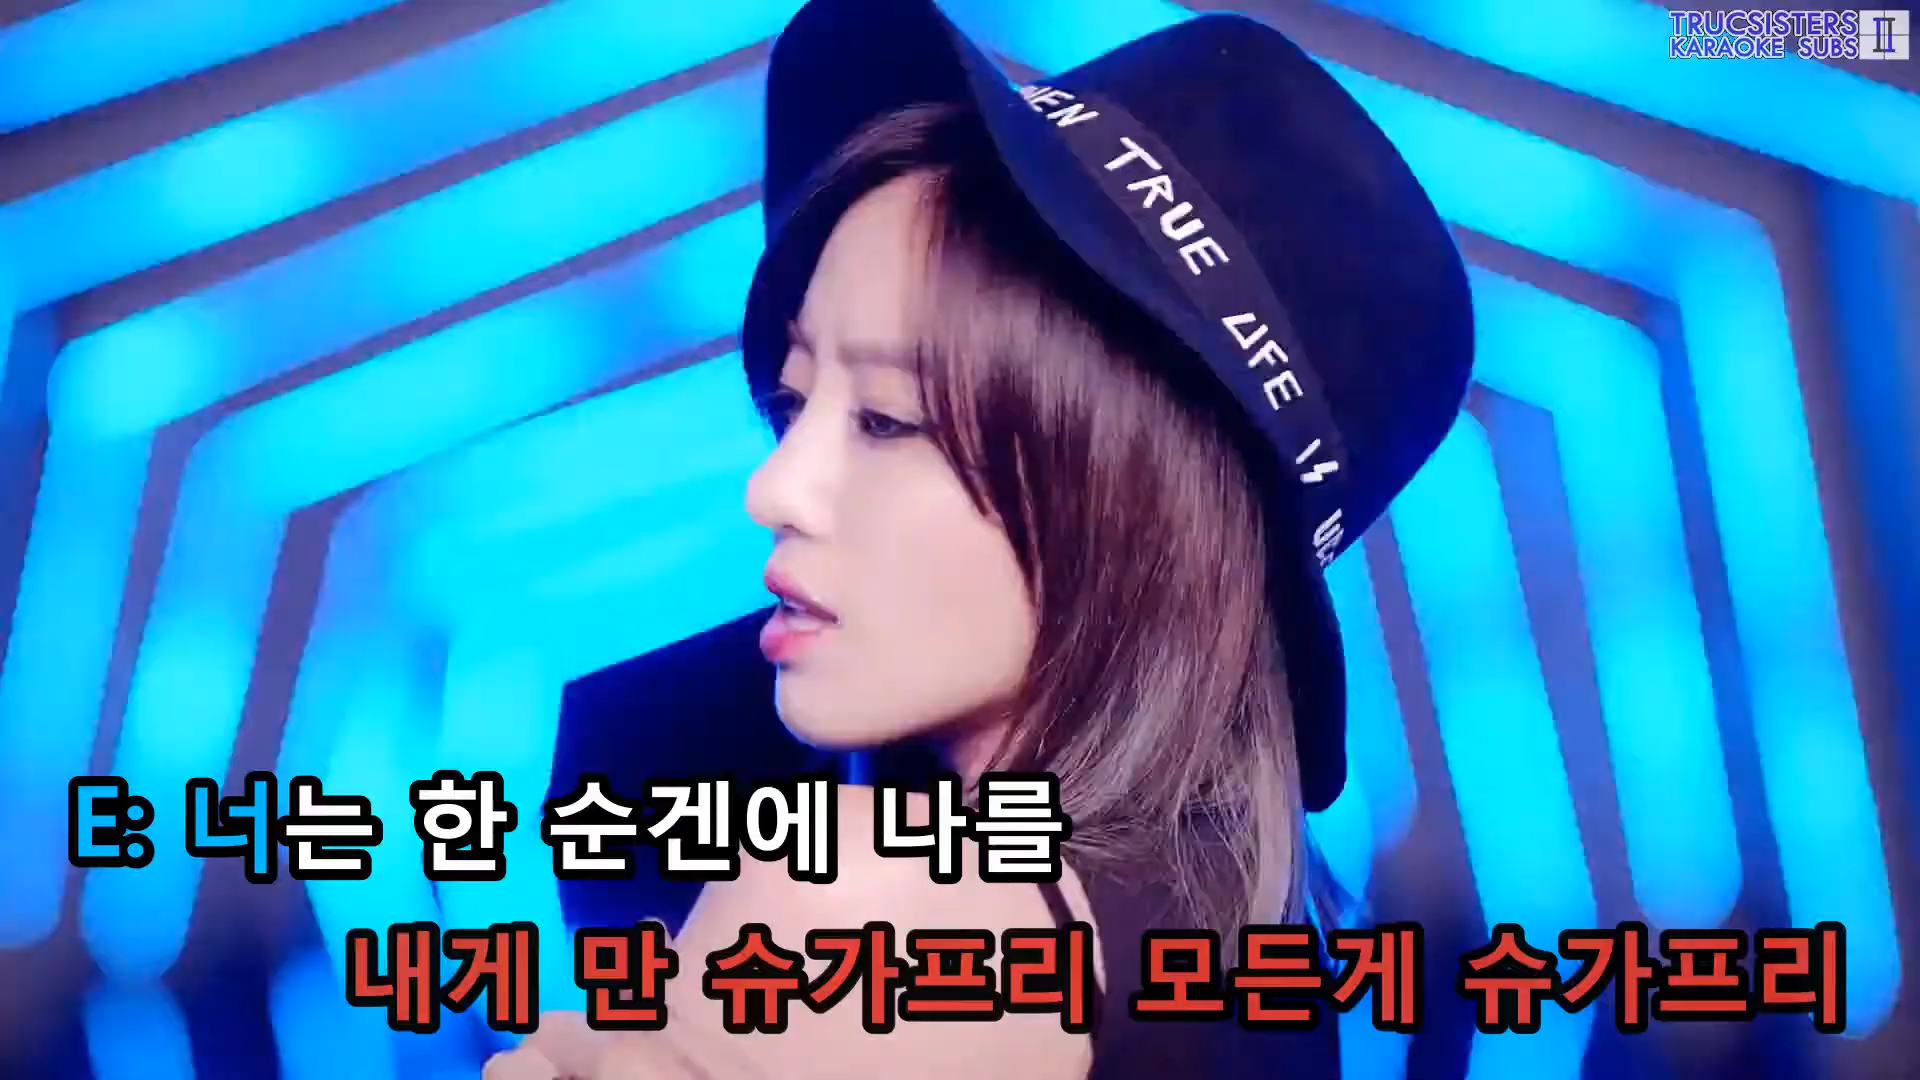 TRUCSISTERS
KARAOKE SUBS II
TRUE LIFE IS
E: 너는 한 순겐에 나를
내게 만 슈가프리 모든게 슈가프리